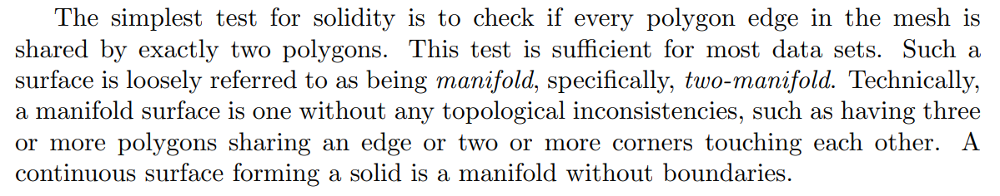 The simplest test for solidity is to check if every polygon edge in the mesh is
shared by exactly two polygons. This test is sufficient for most data sets. Such a
surface is loosely referred to as being manifold, specifically, two-manifold. Technically,
a manifold surface is one without any topological inconsistencies, such as having three
or more polygons sharing an edge or two or more corners touching each other. A
continuous surface forming a solid is a manifold without boundaries.